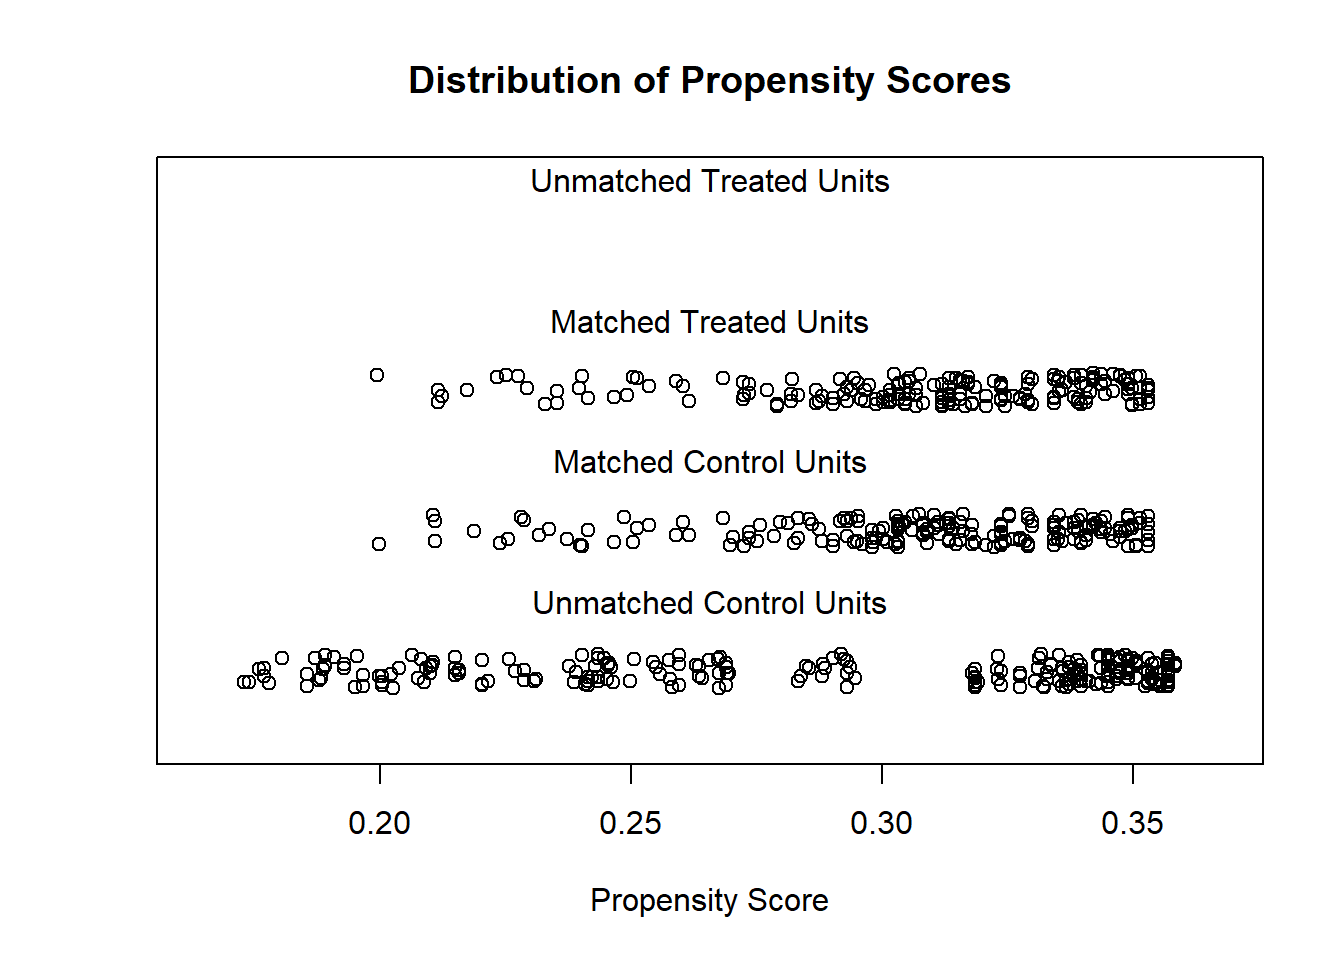 Distribution of Propensity Scores
Unmatched Treated Units
Matched Treated Units
Matched Control Units
Unmatched Control Units
0.20 0.25 0.30 0.35
Propensity Score